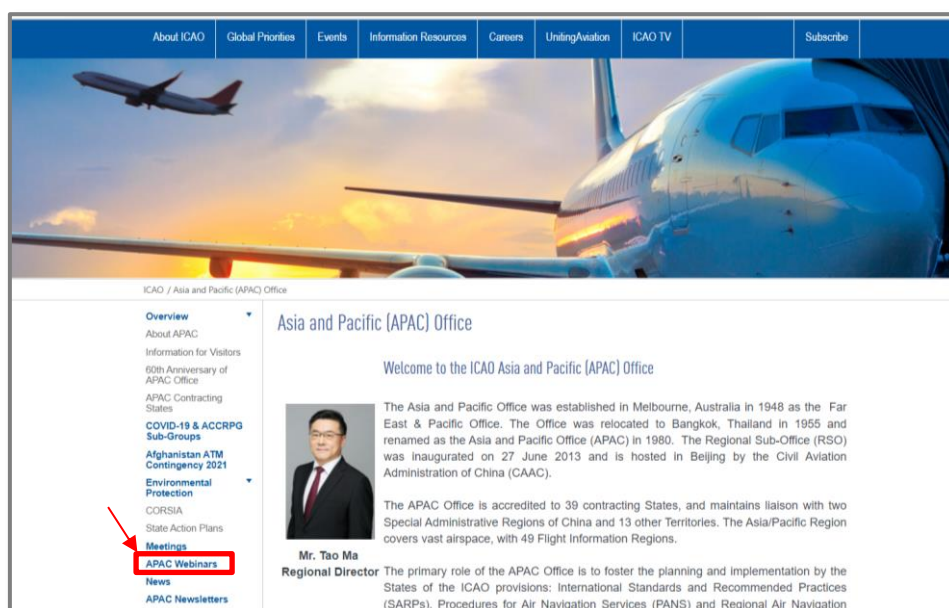 About ICAO Global Priorities Events Information Resources Careers UnitingAviation ICAO TV Subscribe
ICAO / Asia and Pacific (APAC) Office
Overview
About APAC
Information for Visitors
60th Anniversary of
APAC Office
APAC Contracting
States
COVID-19 & ACCRPG
Sub-Groups
Afghanistan ATM
Contingency 2021
Environmental
Protection
CORSIA
State Action Plans
Meetings
APAC Webinars
News
APAC Newsletters
Asia and Pacific (APAC) Office
Welcome to the ICAO Asia and Pacific (APAC) Office
Mr. Tao Ma
Regional Director
The Asia and Pacific Office was established in Melbourne, Australia in 1948 as the Far
East & Pacific Office. The Office was relocated to Bangkok, Thailand in 1955 and
renamed as the Asia and Pacific Office (APAC) in 1980. The Regional Sub-Office (RSO)
was inaugurated on 27 June 2013 and is hosted in Beijing by the Civil Aviation
Administration of China (CAAC).
The APAC Office is accredited to 39 contracting States, and maintains liaison with two
Special Administrative Regions of China and 13 other Territories. The Asia/Pacific Region
covers vast airspace, with 49 Flight Information Regions.
The primary role of the APAC Office is to foster the planning and implementation by the
States of the ICAO provisions: International Standards and Recommended Practices
(SARPs), Procedures for Air Navigation Services (PANS) and Regional Air Navigation